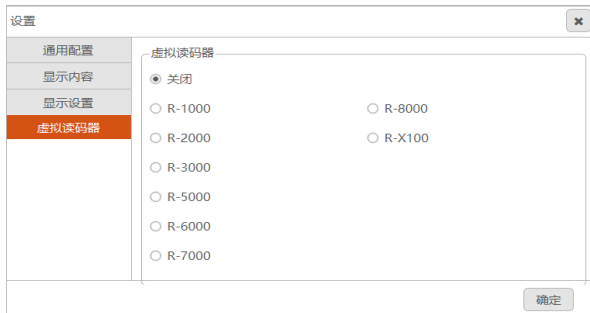 设置
通用配置
显示内容
显示设置
虚拟读码器
虚拟读码器
关闭
R-1000
R-8000
R-2000
R-X100
R-3000
R-5000
R-6000
R-7000
确定